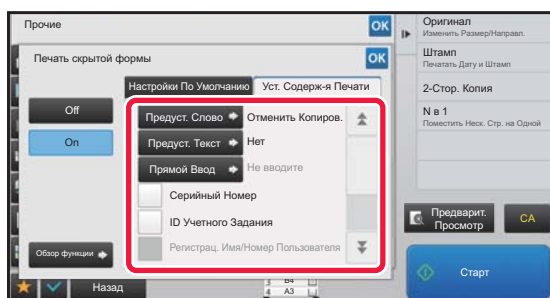 Прочие
OK
Печать скрытой формы
OK
Настройки По Умолчанию
Уст. Содерж-я Печати
Off
On
Предуст. Слово
Отменить Копиров.
Предуст. Текст
Нет
Прямой Ввод
Не вводите
Серийный Номер
ID Учетного Задания
Регистрац. Имя/Номер Пользователя
Обзор функции
Назад
3 B4
4 A3
Оригинал
Изменить Размер/Направл.
Штамп
Печатать Дату и Штамп
2-Стор. Копия
N в 1
Поместить Неск. Стр. на Одной
Предварит.
Просмотр
CA
Старт